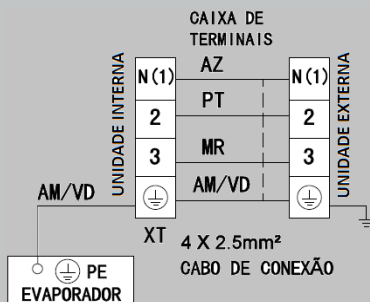 CAIXA DE
TERMINAIS
UNIDADE INTERNA
N(1)
2
3
AZ
PT
MR
AM/VD
N(1)
2
3
UNIDADE EXTERNA
AM/VD
XT
4 X 2.5mm²
CABO DE CONEXÃO
PE
EVAPORADOR